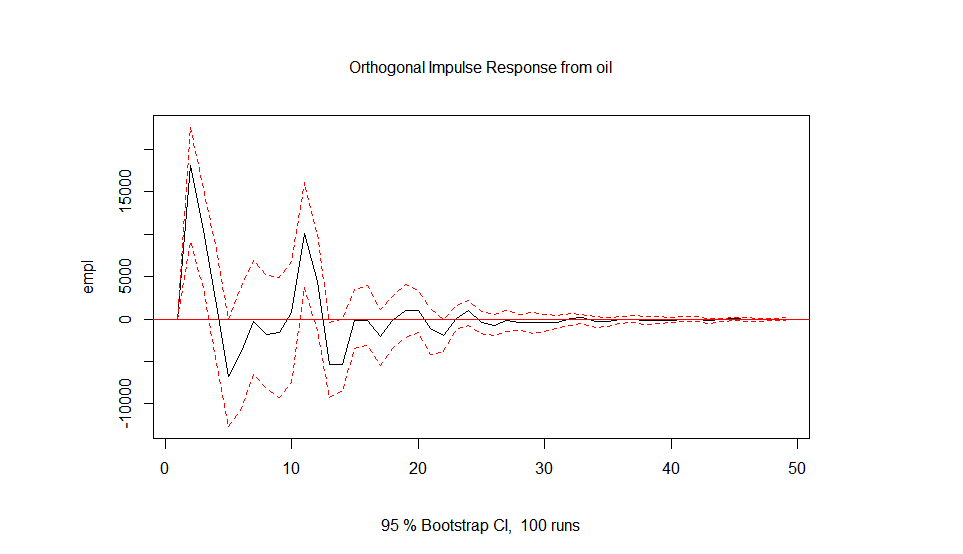 Orthogonal Impulse Response from oil
empl
15000
5000
0
-10000
0 10 20 30 40 50
95 % Bootstrap CI, 100 runs